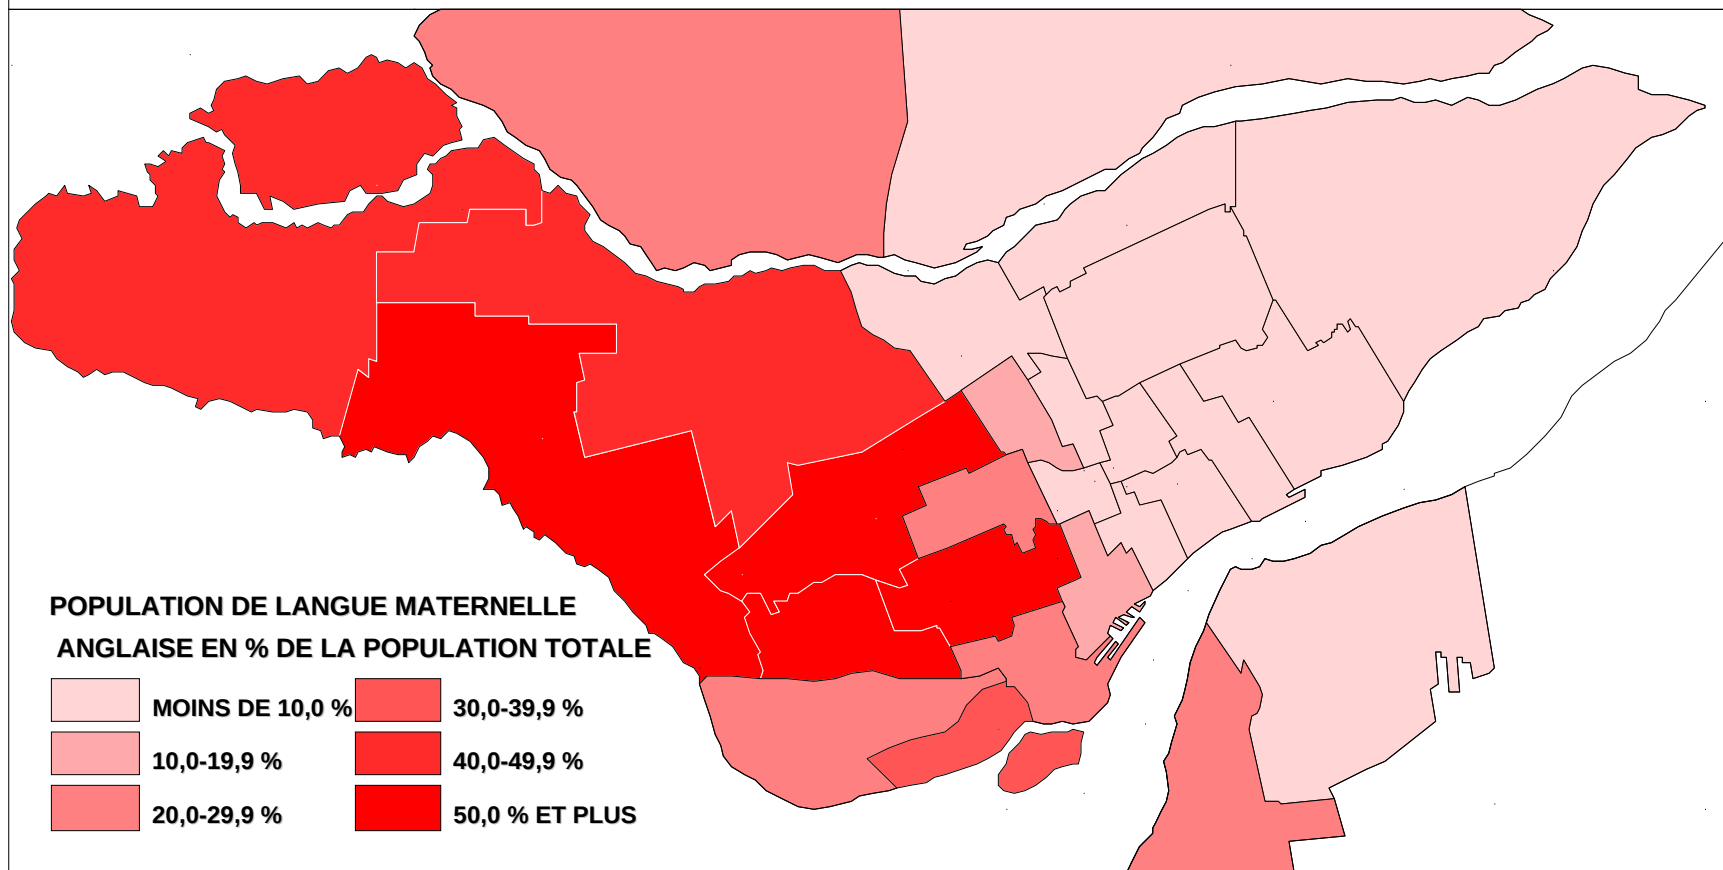 POPULATION DE LANGUE MATERNELLE
ANGLAISE EN % DE LA POPULATION TOTALE
MOINS DE 10,0 %
30,0-39,9 %
10,0-19,9 %
40,0-49,9 %
20,0-29,9 %
50,0 % ET PLUS